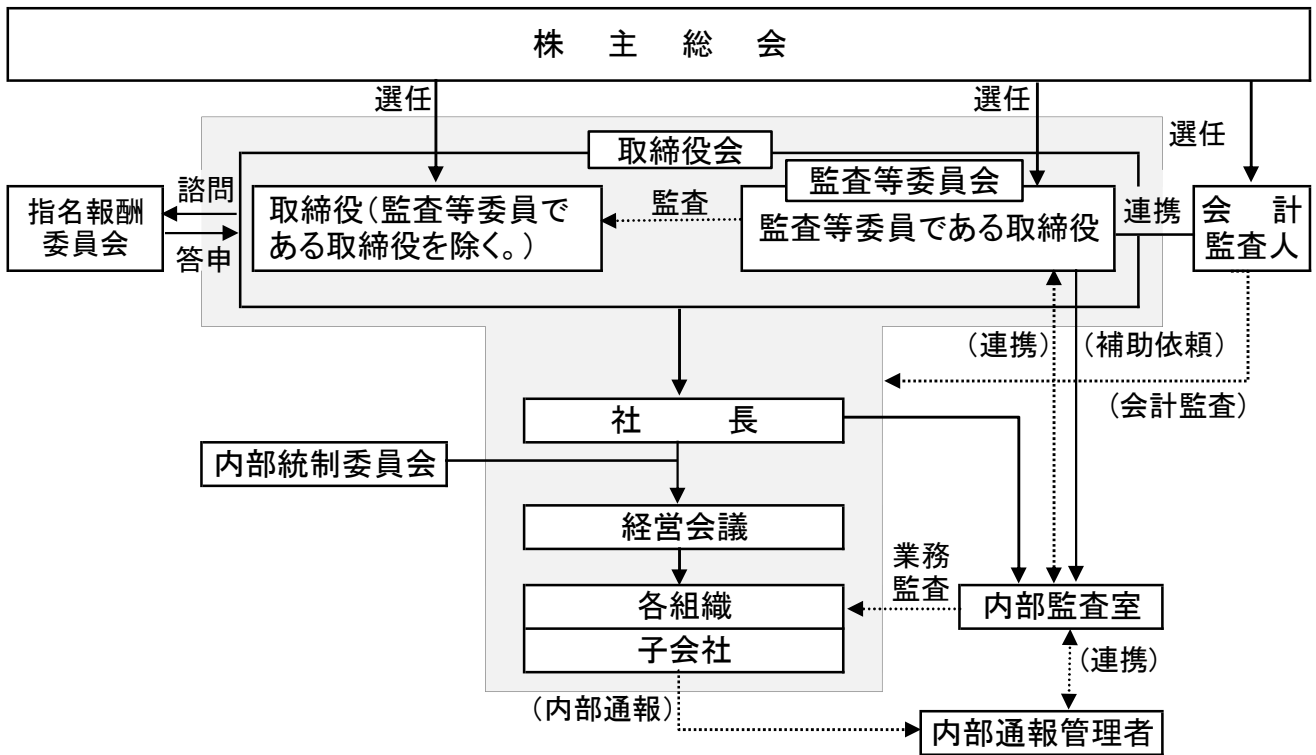 株主総会
選任
選任
選任
取締役会
監査等委員会
指名報酬
委員会
諮問
答申
取締役(監査等委員で
ある取締役を除く。)
監査
監査等委員である取締役
連携
会計
監査人
(連携)
(補助依頼)
(会計監査)
社長
内部統制委員会
経営会議
業務
監査
各組織
子会社
内部監査室
(連携)
(内部通報)
内部通報管理者